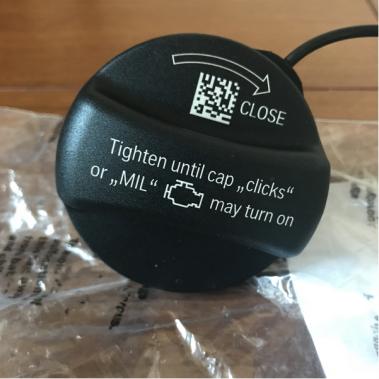 CLOSE
Tighten until cap „clicks“
or „MIL“ may turn on